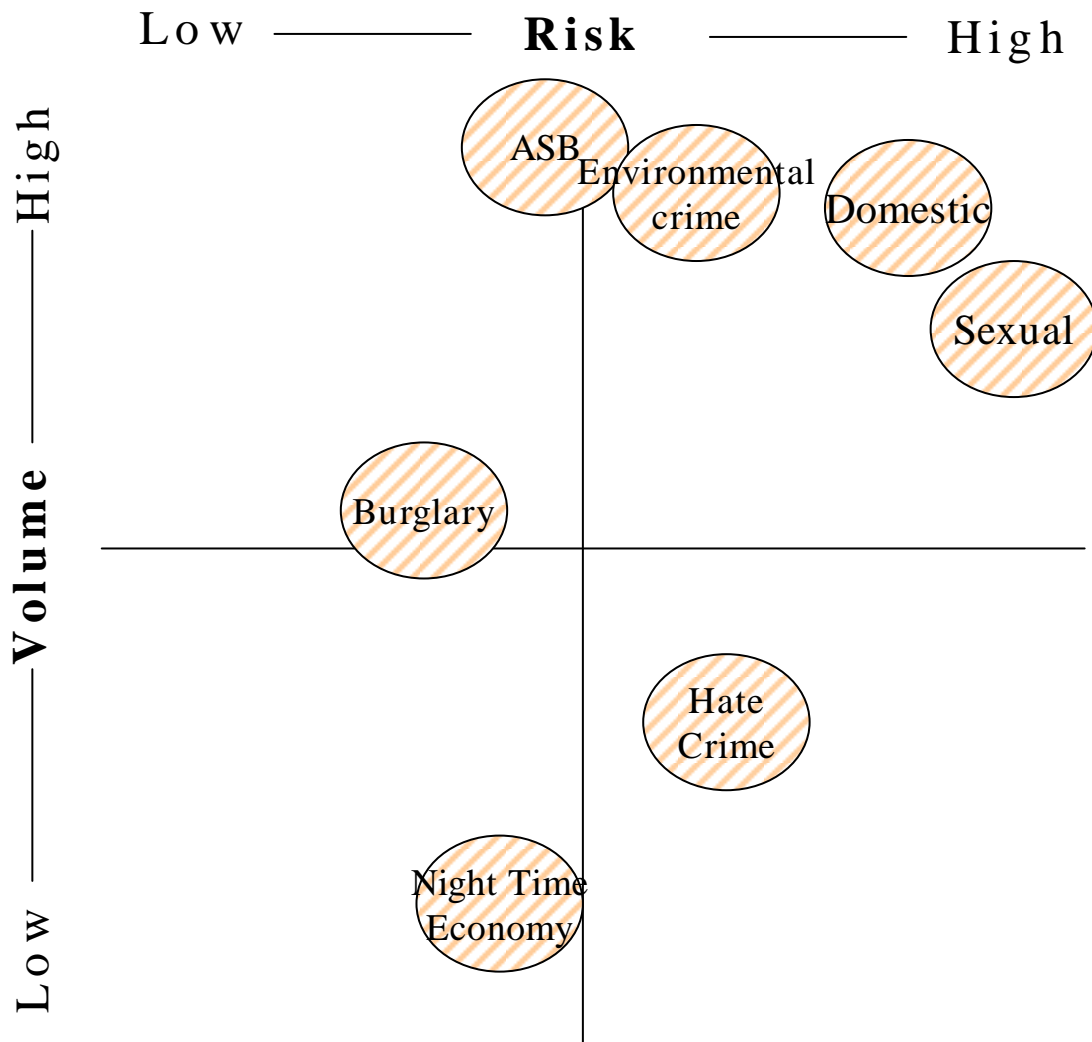 Low Risk High
High
Volume
Low
ASB
Environmental
crime
Domestic
Sexual
Burglary
Hate
Crime
Night Time
Economy